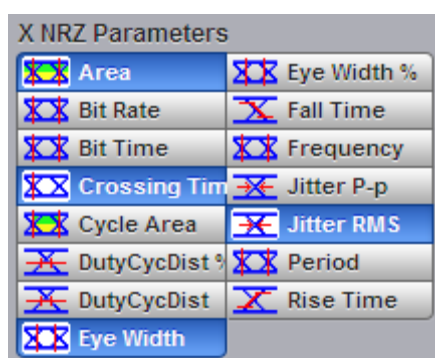 X NRZ Parameters
Area
Eye Width %
Bit Rate
Fall Time
Bit Time
Frequency
Crossing Tim
Jitter P-p
Cycle Area
Jitter RMS
DutyCycDist %
Period
DutyCycDist
Rise Time
Eye Width